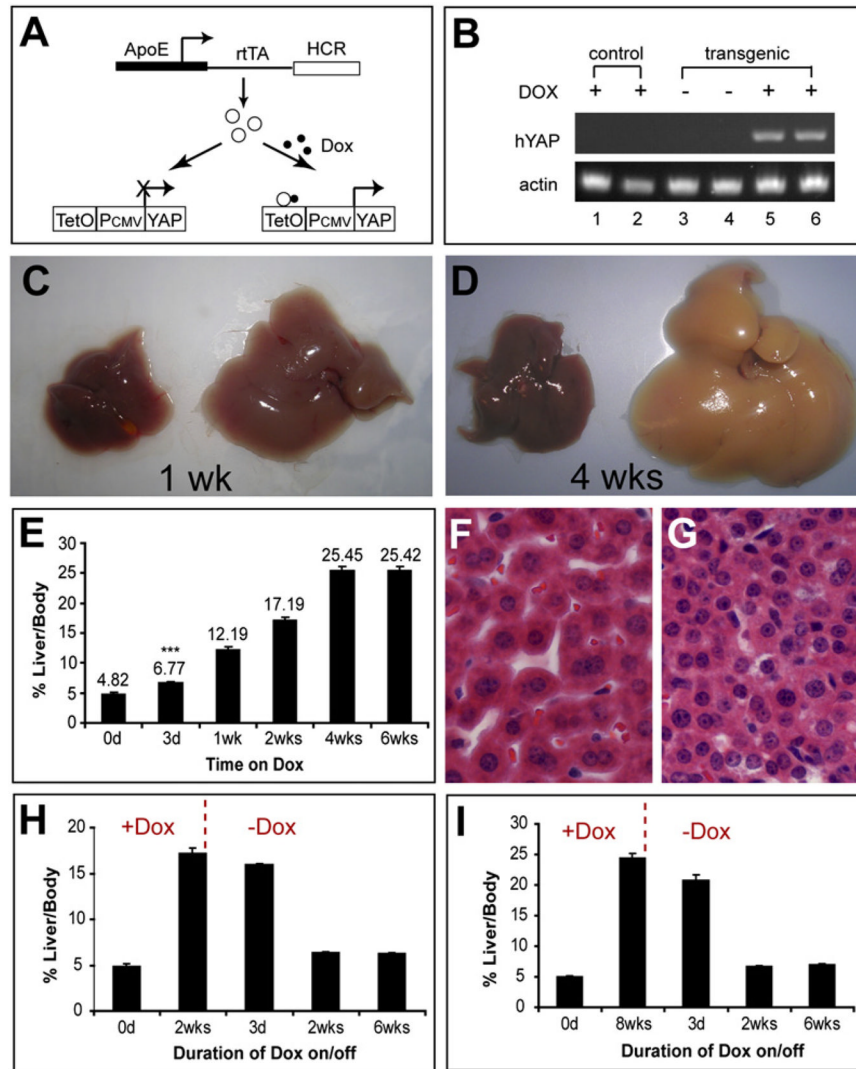 A
ApoE rtTA HCR
Dox
X
TetO PCMV YAP
TetO PCMV YAP
B
control transgenic
DOX + + - - + +
hYAP
actin
1 2 3 4 5 6
C
1 wk
D
4 wks
E
% Liver/Body
30
25
20
15
10
5
0
4.82
***
6.77
12.19
17.19
25.45
25.42
0d 3d 1wk 2wks 4wks 6wks
Time on Dox
F
G
H
+Dox -Dox
% Liver/Body
20
15
10
5
0
0d 2wks 3d 2wks 6wks
Duration of Dox on/off
I
+Dox -Dox
% Liver/Body
30
25
20
15
10
5
0
0d 8wks 3d 2wks 6wks
Duration of Dox on/off